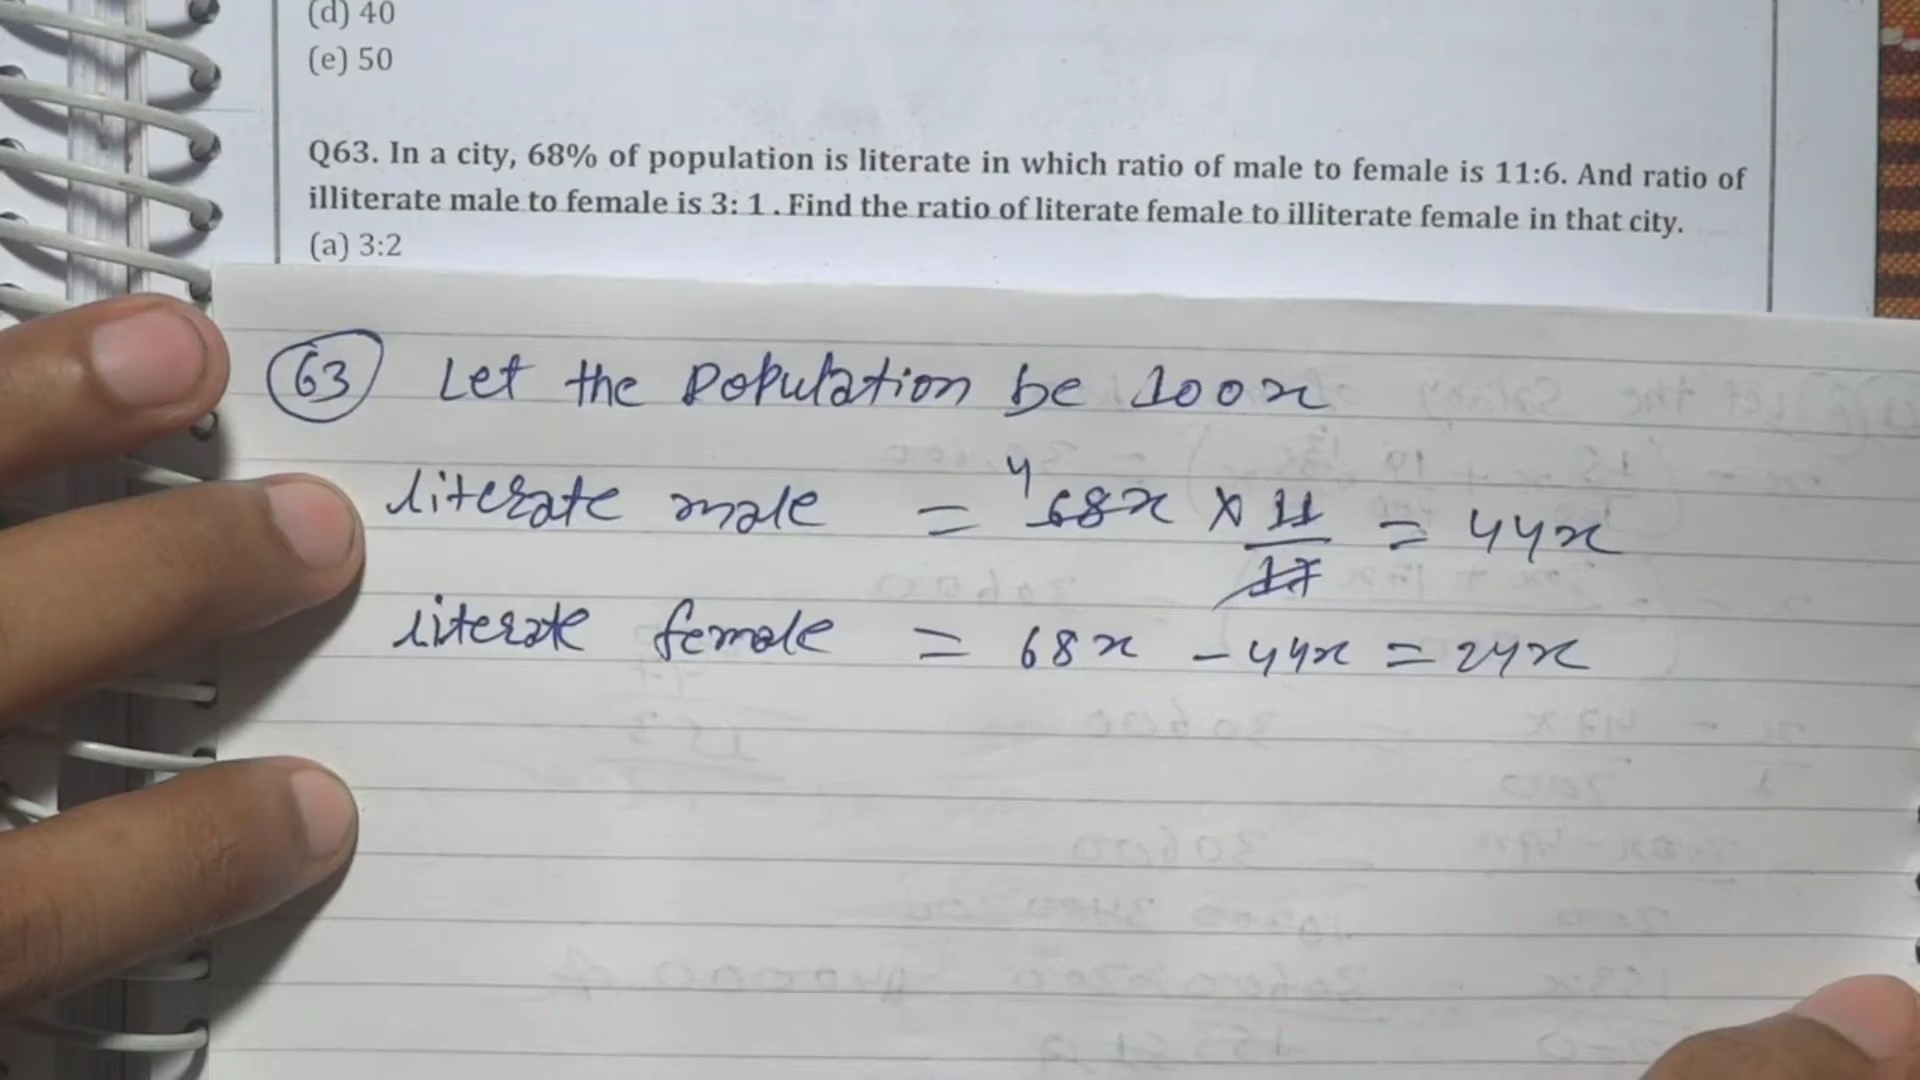 (d) 40
(e) 50
Q63. In a city, 68% of population is literate in which ratio of male to female is 11:6. And ratio of
illiterate male to female is 3: 1 . Find the ratio of literate female to illiterate female in that city.
(a) 3:2
63 Let the population be 100x
literate male = 4 68x × 11/17 = 44x
literate female = 68x - 44x = 24x